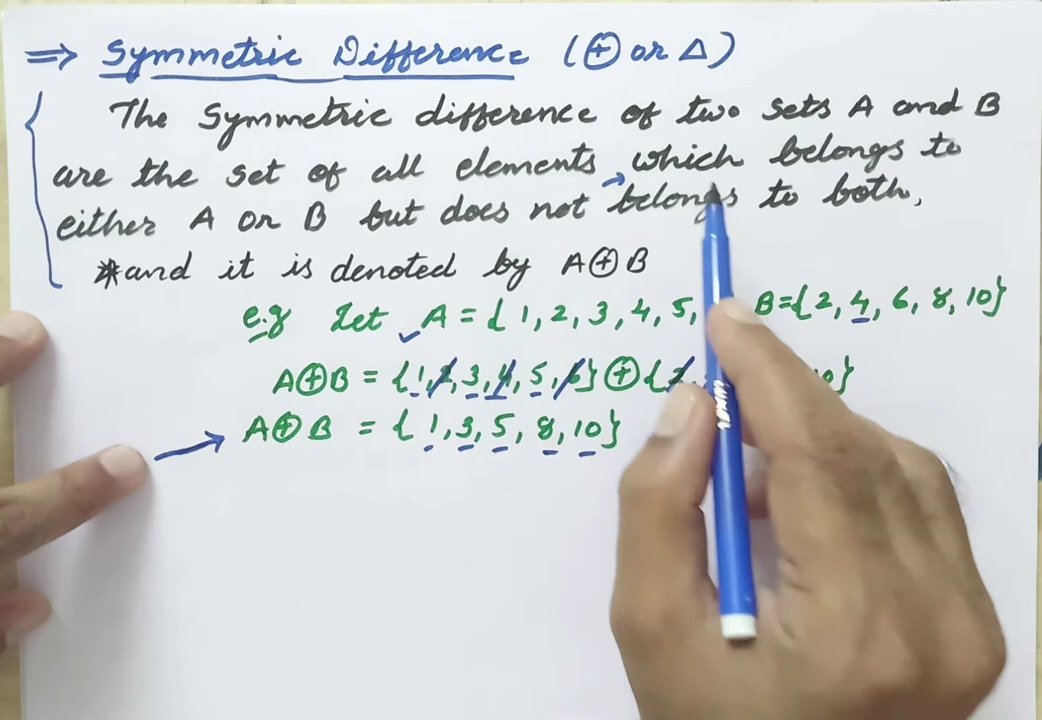 ⇒ Symmetric Difference (⊕ or Δ)
The Symmetric difference of two sets A and B
are the set of all elements which belongs to
either A or B but does not belongs to both,
*and it is denoted by A⊕B
e.g Let A = {1, 2, 3, 4, 5, B={2, 4, 6, 8, 10}
A⊕B = {1, 2, 3, 4, 5, 6} ⊕ {2, 10}
A⊕B = {1, 3, 5, 8, 10}